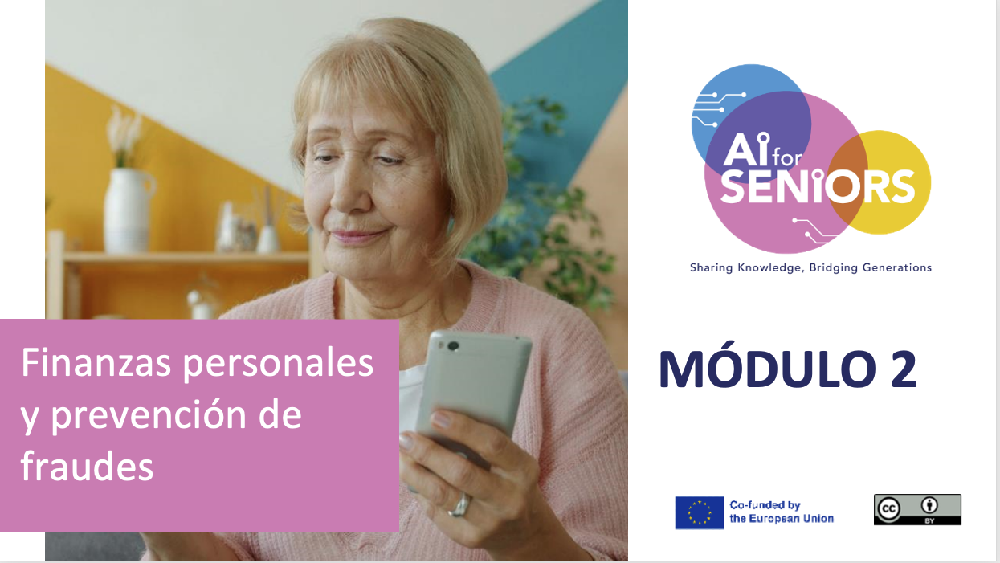 Finanzas personales
y prevención de
fraudes
AI for
SENIORS
Sharing Knowledge, Bridging Generations
MÓDULO 2
Co-funded by
the European Union
cc
BY